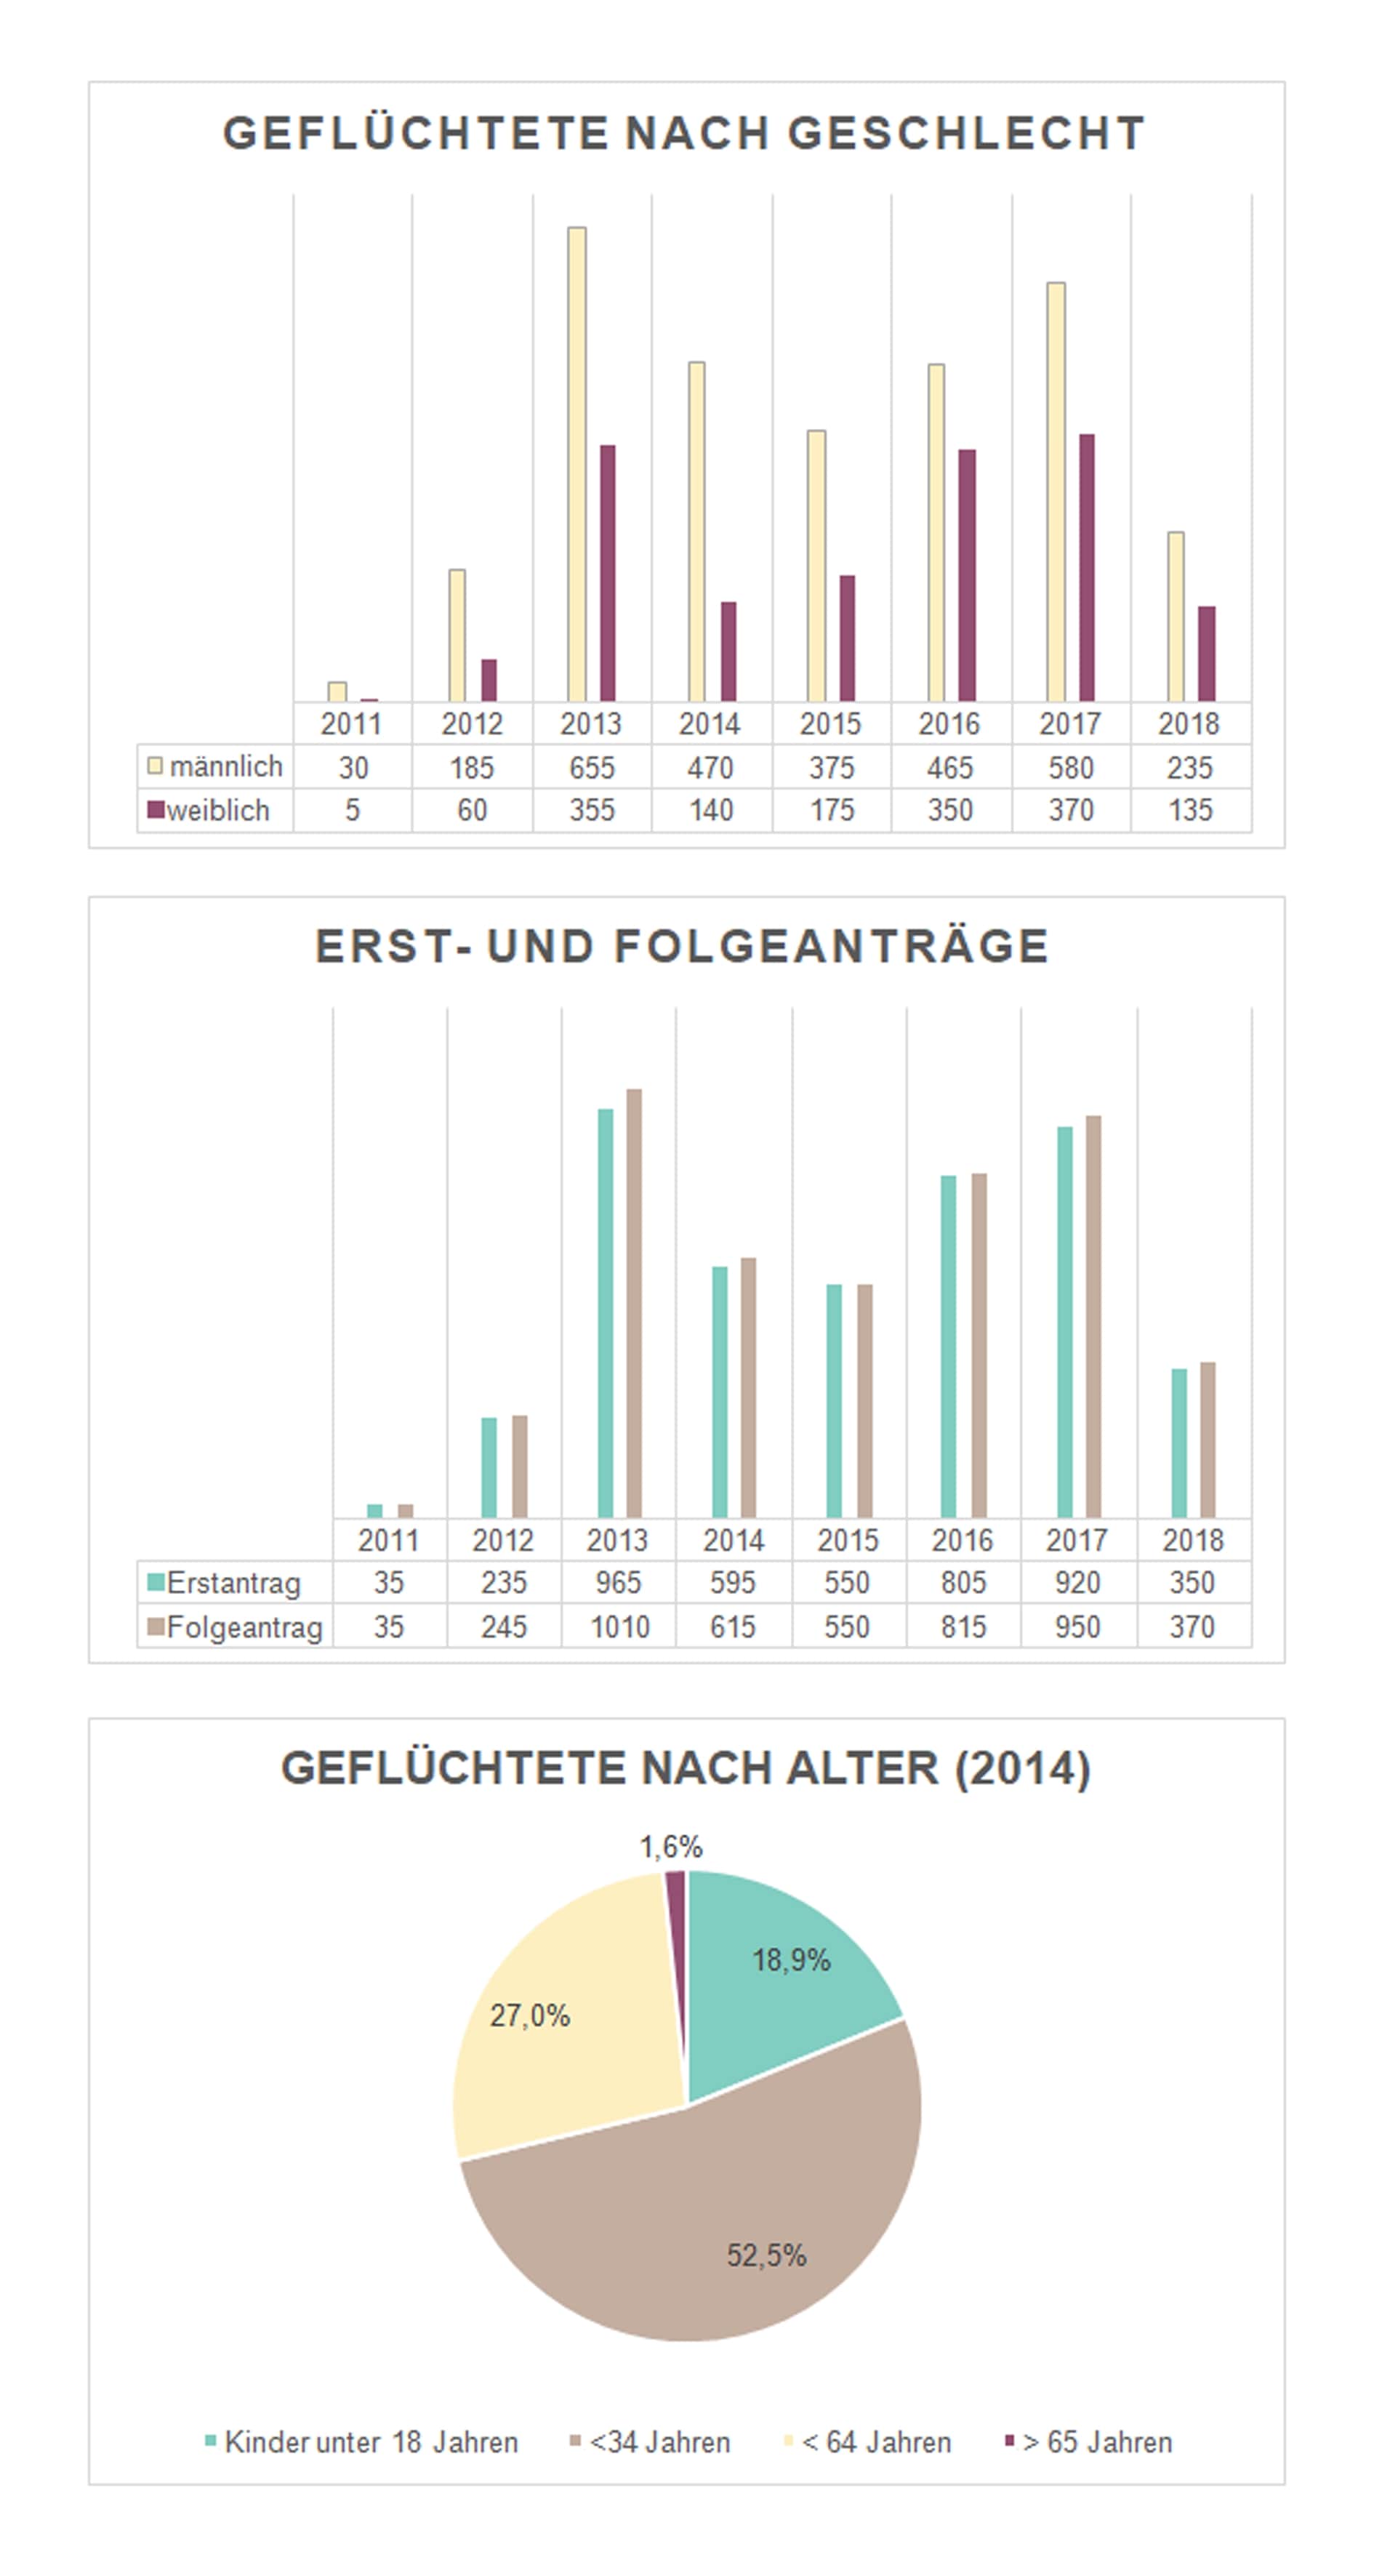 GEFLÜCHTETE NACH GESCHLECHT
2011 2012 2013 2014 2015 2016 2017 2018
männlich 30 185 655 470 375 465 580 235
weiblich 5 60 355 140 175 350 370 135
ERST- UND FOLGEANTRÄGE
2011 2012 2013 2014 2015 2016 2017 2018
Erstantrag 35 235 965 595 550 805 920 350
Folgeantrag 35 245 1010 615 550 815 950 370
GEFLÜCHTETE NACH ALTER (2014)
1,6%
18,9%
27,0%
52,5%
Kinder unter 18 Jahren <34 Jahren < 64 Jahren > 65 Jahren